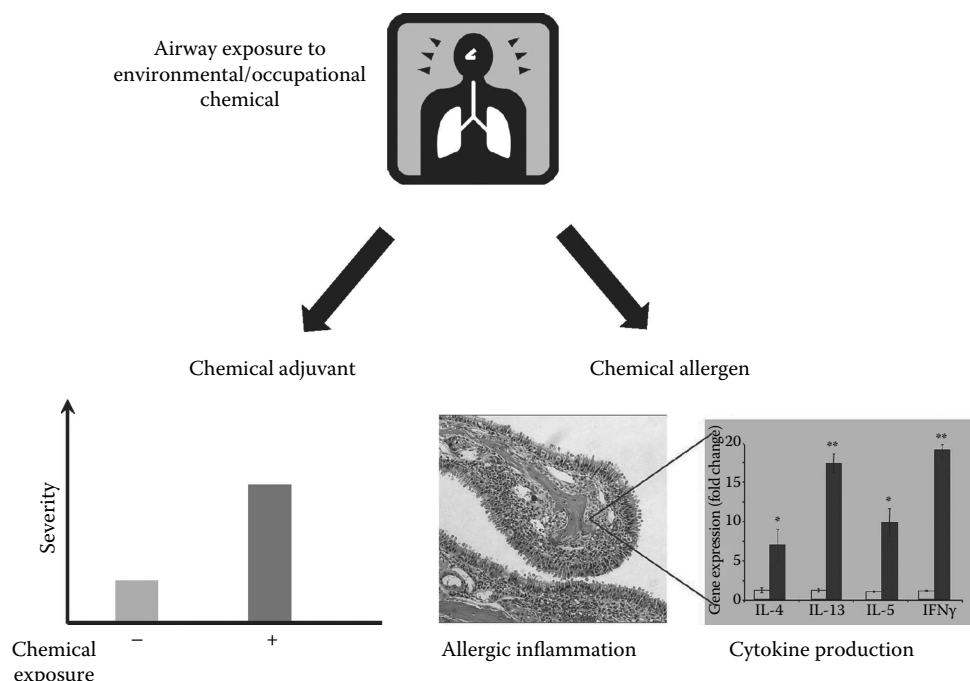 Airway exposure to
environmental/occupational
chemical
Chemical adjuvant
Chemical allergen
Severity
− +
Chemical
exposure
Gene expression (fold change)
20
15
10
5
0
* ** * **
IL-4 IL-13 IL-5 IFNγ
Allergic inflammation
Cytokine production